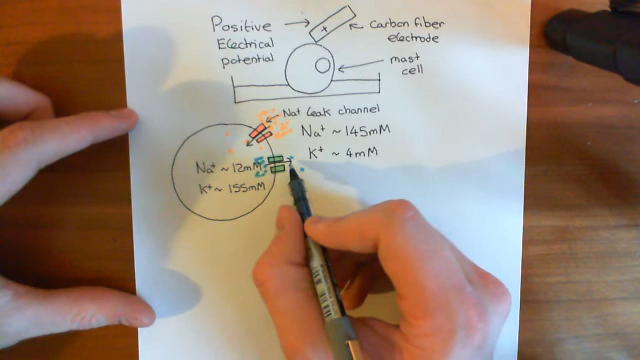 Positive
Electrical
potential
+
Carbon fiber
electrode
mast
cell
Na+ Leak channel
Na+ ~ 145mM
K+ ~ 4mM
Na+ ~ 12mM
K+ ~ 155mM